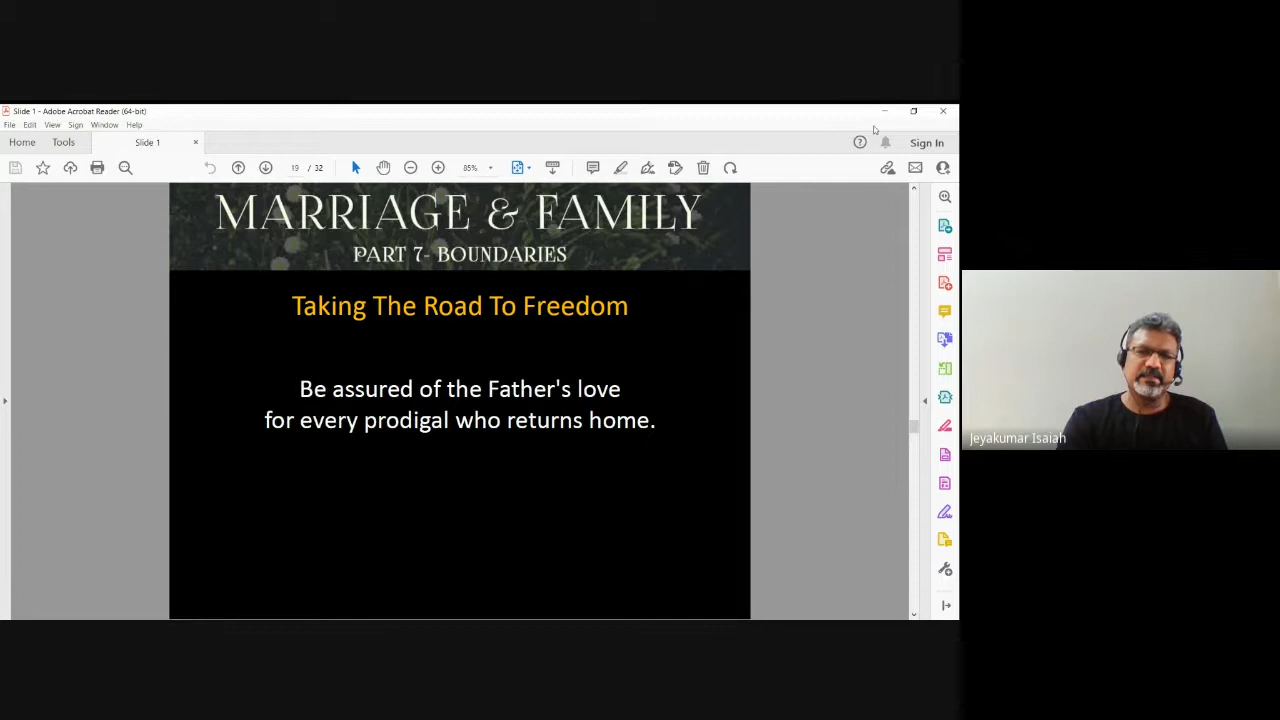 Slide 1 - Adobe Acrobat Reader (64-bit)
File Edit View Sign Window Help
Home Tools Slide 1 × Sign In
19 / 32 85%
MARRIAGE & FAMILY
PART 7- BOUNDARIES
Taking The Road To Freedom
Be assured of the Father's love
for every prodigal who returns home.
Jeyakumar Isaiah